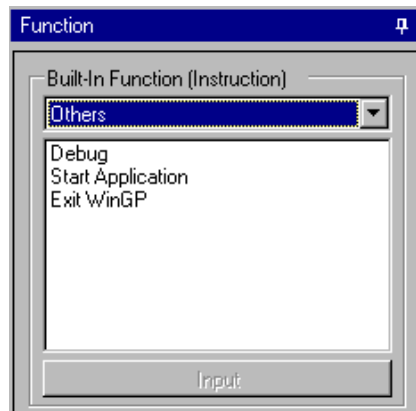 Function
Built-In Function (Instruction)
Others
Debug
Start Application
Exit WinGP
Input